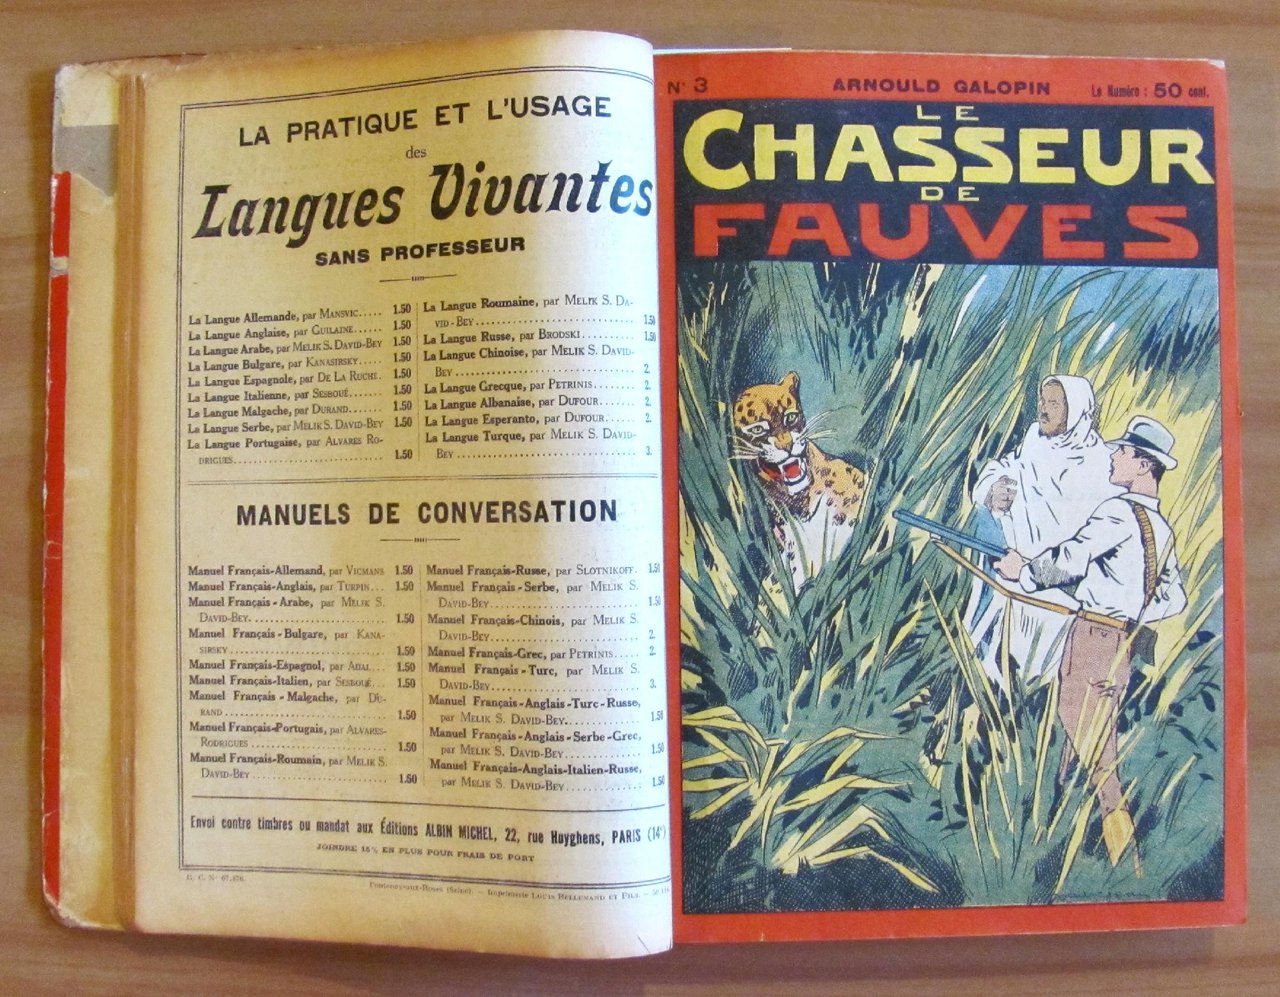 LA PRATIQUE ET L'USAGE
des
Langues Vivantes
SANS PROFESSEUR
La Langue Allemande, par MANSVIC..... 1.50
La Langue Anglaise, par GUILAINE..... 1.50
La Langue Arabe, par MELIK S. DAVID-BEY 1.50
La Langue Bulgare, par KANASIRSKY..... 1.50
La Langue Espagnole, par DE LA RUCHE. 1.50
La Langue Italienne, par SESBOUÉ....... 1.50
La Langue Malgache, par DURAND....... 1.50
La Langue Serbe, par MELIK S. DAVID-BEY 1.50
La Langue Portugaise, par ALVARES RO-
DRIGUES........................ 1.50
La Langue Roumaine, par MELIK S. DA-
VID-BEY......................... 1.50
La Langue Russe, par BRODSKI......... 1.50
La Langue Chinoise, par MELIK S. DAVID-
BEY............................. 2.
La Langue Grecque, par PETRINIS....... 2.
La Langue Albanaise, par DUFOUR...... 2.
La Langue Esperanto, par DUFOUR..... 2.
La Langue Turque, par MELIK S. DAVID-
BEY............................. 3.
MANUELS DE CONVERSATION
Manuel Français-Allemand, par VICMANS 1.50
Manuel Français-Anglais, par TURPIN... 1.50
Manuel Français-Arabe, par MELIK S.
DAVID-BEY........................ 1.50
Manuel Français-Bulgare, par KANA-
SIRSKY........................... 1.50
Manuel Français-Espagnol, par ADAL... 1.50
Manuel Français-Italien, par SESBOUÉ... 1.50
Manuel Français-Malgache, par DU-
RAND............................ 1.50
Manuel Français-Portugais, par ALVARES-
RODRIGUES....................... 1.50
Manuel Français-Roumain, par MELIK S.
DAVID-BEY....................... 1.50
Manuel Français-Russe, par SLOTNIKOFF. 1.50
Manuel Français-Serbe, par MELIK S.
DAVID-BEY....................... 1.50
Manuel Français-Chinois, par MELIK S.
DAVID-BEY....................... 2.
Manuel Français-Grec, par PETRINIS..... 2.
Manuel Français-Turc, par MELIK S.
DAVID-BEY....................... 3.
Manuel Français-Anglais-Turc-Russe,
par MELIK S. DAVID-BEY........... 1.50
Manuel Français-Anglais-Serbe-Grec,
par MELIK S. DAVID-BEY........... 1.50
Manuel Français-Anglais-Italien-Russe,
par MELIK S. DAVID-BEY........... 1.50
Envoi contre timbres ou mandat aux Éditions ALBIN MICHEL, 22, rue Huyghens, PARIS (14e)
JOINDRE 15% EN PLUS POUR FRAIS DE PORT
R. C. N° 67.676.
Fontenay-aux-Roses (Seine). — Imprimerie LOUIS BELLENAND ET FILS. —
N° 3
ARNOULD GALOPIN
Le Numéro : 50 cent.
LE
CHASSEUR
DE
FAUVES